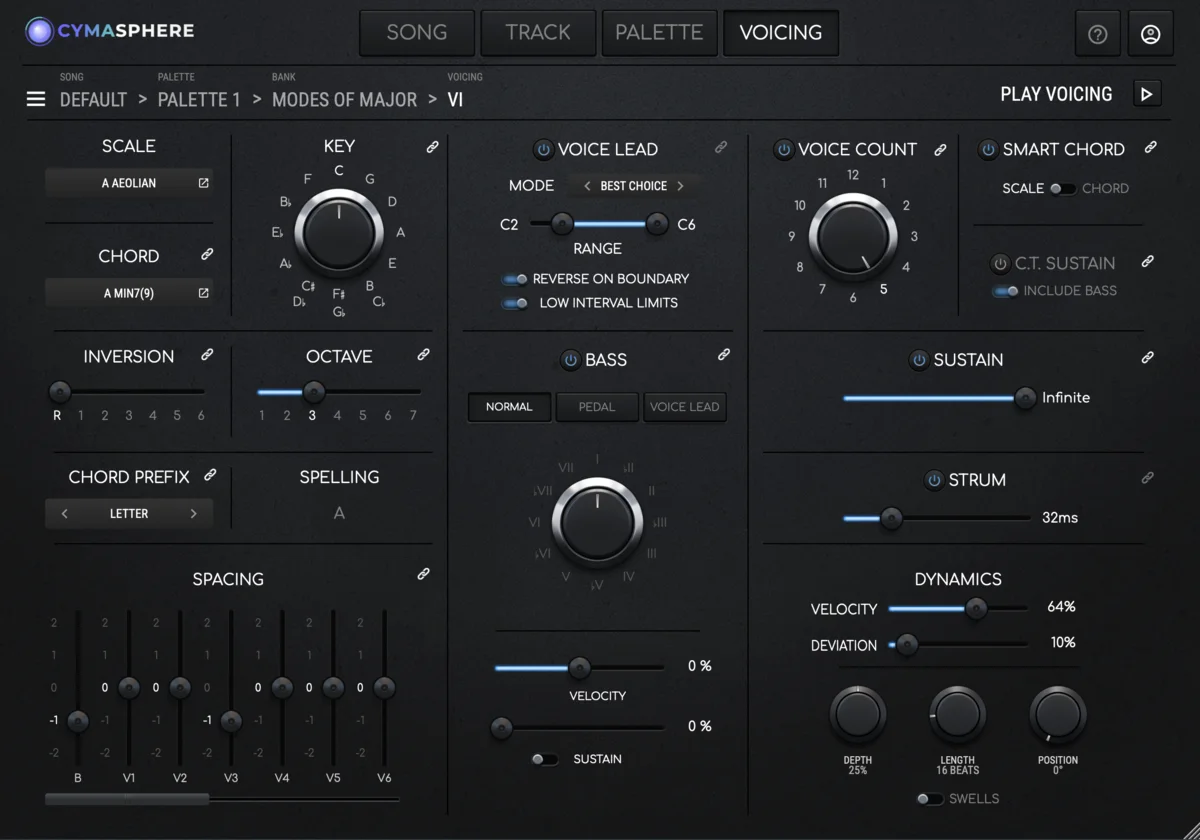 CYMASPHERE
SONG TRACK PALETTE VOICING
SONG PALETTE BANK VOICING
DEFAULT > PALETTE 1 > MODES OF MAJOR > VI
PLAY VOICING
SCALE
A AEOLIAN
CHORD
A MIN7(9)
KEY
C
F G
B♭ D
E♭ A
A♭ E
C♯ B
D♭ F♯ C♭
G♭
INVERSION
R 1 2 3 4 5 6
OCTAVE
1 2 3 4 5 6 7
CHORD PREFIX
< LETTER >
SPELLING
A
SPACING
2 2 2 2 2 2 2
1 1 1 1 1 1 1
0 0 0 0 0 0 0
-1 -1 -1 -1 -1 -1 -1
-2 -2 -2 -2 -2 -2 -2
B V1 V2 V3 V4 V5 V6
VOICE LEAD
MODE < BEST CHOICE >
C2 C6
RANGE
REVERSE ON BOUNDARY
LOW INTERVAL LIMITS
BASS
NORMAL PEDAL VOICE LEAD
I
VII ♭II
♭VII II
VI ♭III
♭VI III
V IV
♭V
0 %
VELOCITY
0 %
SUSTAIN
VOICE COUNT
12
11 1
10 2
9 3
8 4
7 5
6
SMART CHORD
SCALE CHORD
C.T. SUSTAIN
INCLUDE BASS
SUSTAIN
Infinite
STRUM
32ms
DYNAMICS
VELOCITY 64%
DEVIATION 10%
DEPTH LENGTH POSITION
25% 16 BEATS 0°
SWELLS